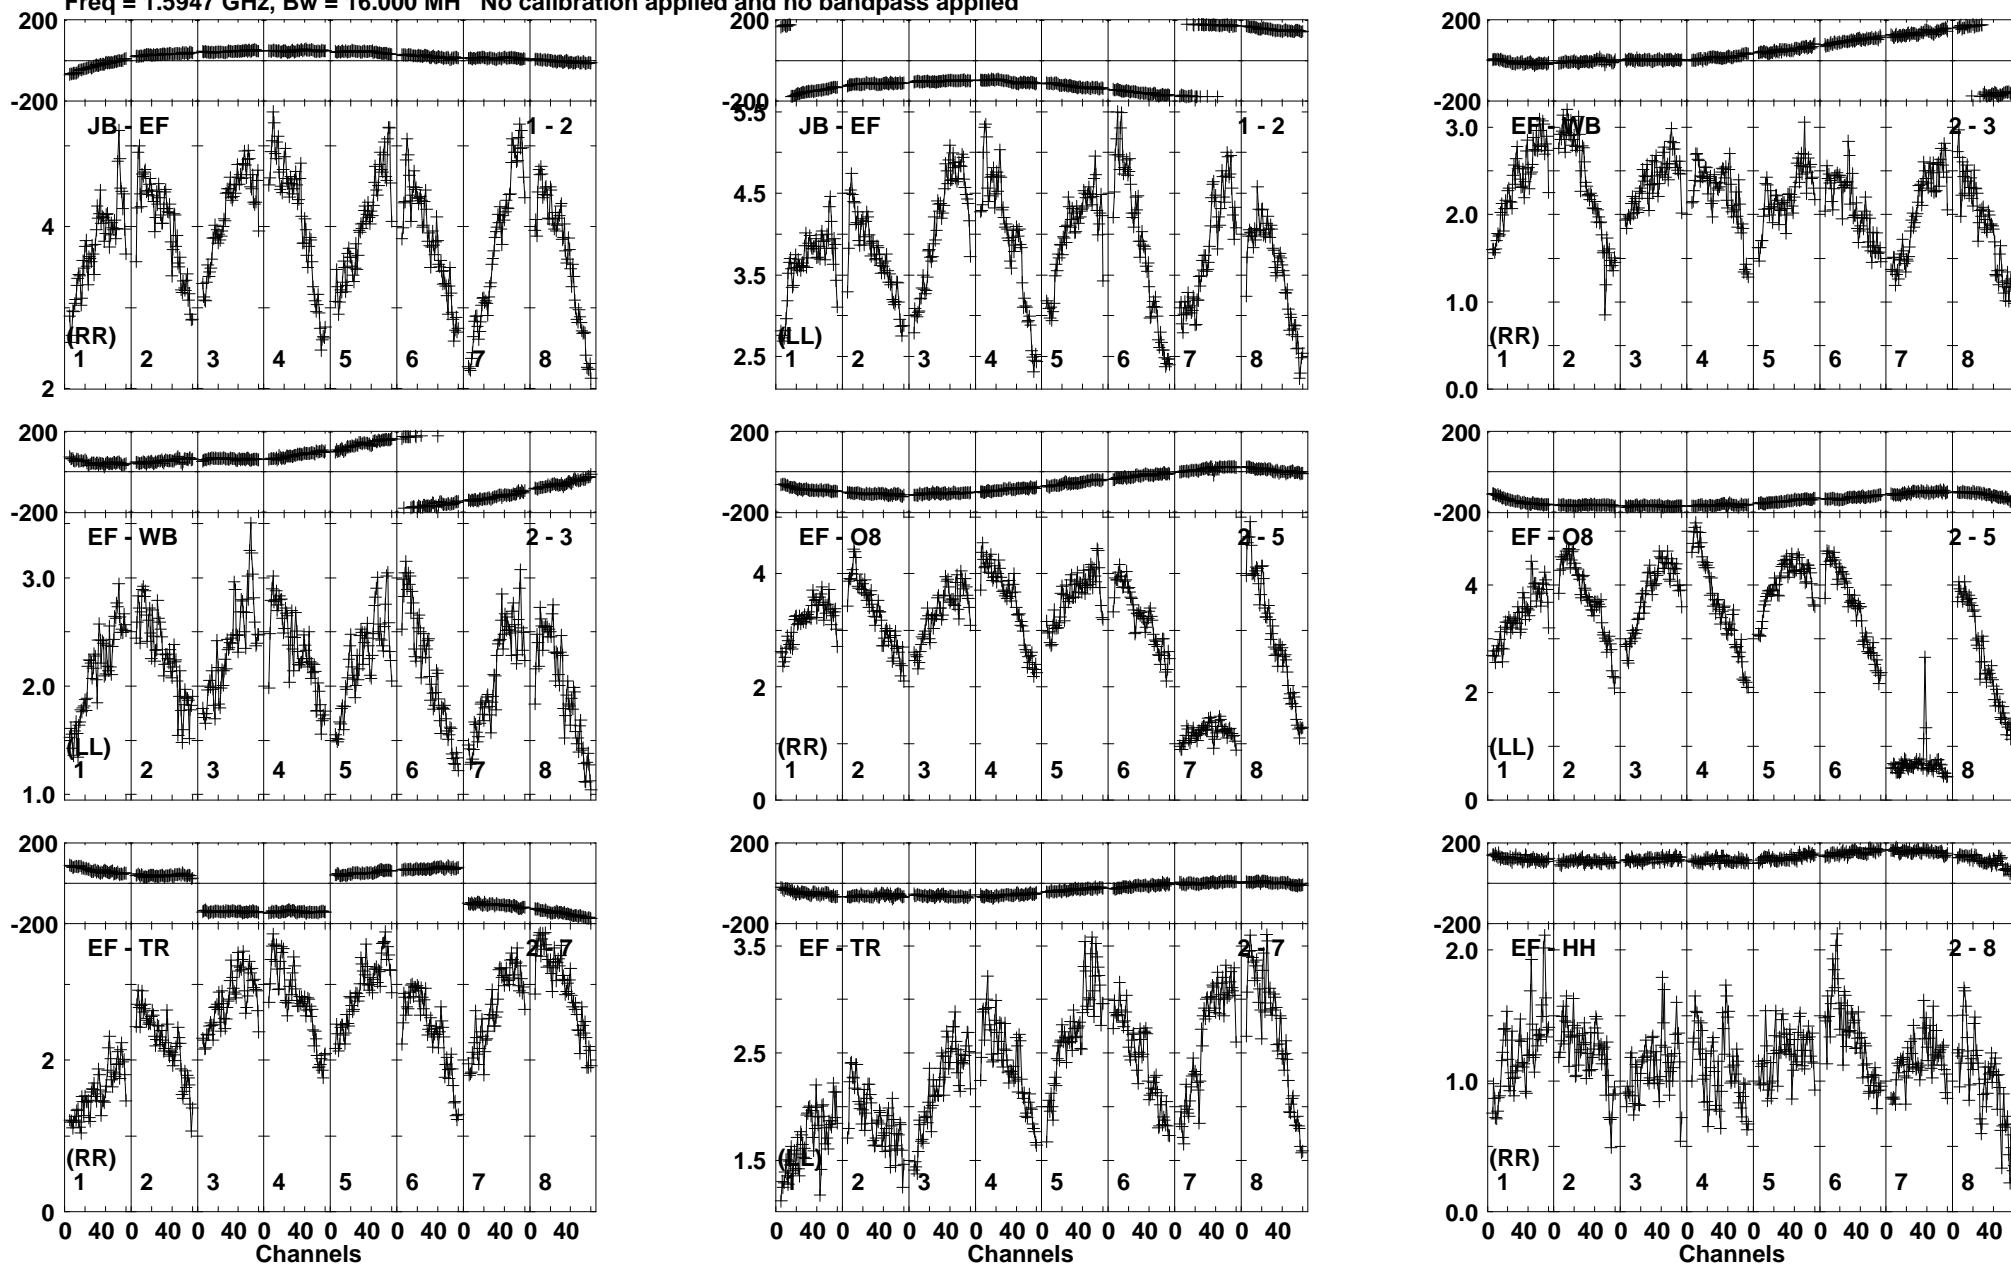 Freq = 1.5947 GHz, Bw = 16.000 MH No calibration applied and no bandpass applied
200 200 200
-200 -200 -200
JB - EF 1 - 2 5.5 JB - EF 1 - 2 3.0 EF - WB 2 - 3
4 4.5 2.0
3.5 1.0
(RR) (LL) (RR)
1 2 3 4 5 6 7 8 2.5 1 2 3 4 5 6 7 8 1 2 3 4 5 6 7 8
2 0.0
200 200 200
-200 -200 -200
EF - WB 2 - 3 EF - O8 2 - 5 EF - O8 2 - 5
3.0 4 4
2.0 2 2
(LL) (RR) (LL)
1 2 3 4 5 6 7 8 1 2 3 4 5 6 7 8 1 2 3 4 5 6 7 8
1.0 0 0
200 200 200
-200 -200 -200
EF - TR 2 - 7 3.5 EF - TR 2 - 7 2.0 EF - HH 2 - 8
2 2.5 1.0
(RR) 1.5 (LL) (RR)
1 2 3 4 5 6 7 8 1 2 3 4 5 6 7 8 1 2 3 4 5 6 7 8
0 0.0
0 40 0 40 0 40 0 40 0 40 0 40 0 40 0 40 0 40 0 40 0 40 0 40 0 40 0 40 0 40 0 40 0 40 0 40 0 40 0 40 0 40 0 40 0 40 0 40
Channels Channels Channels